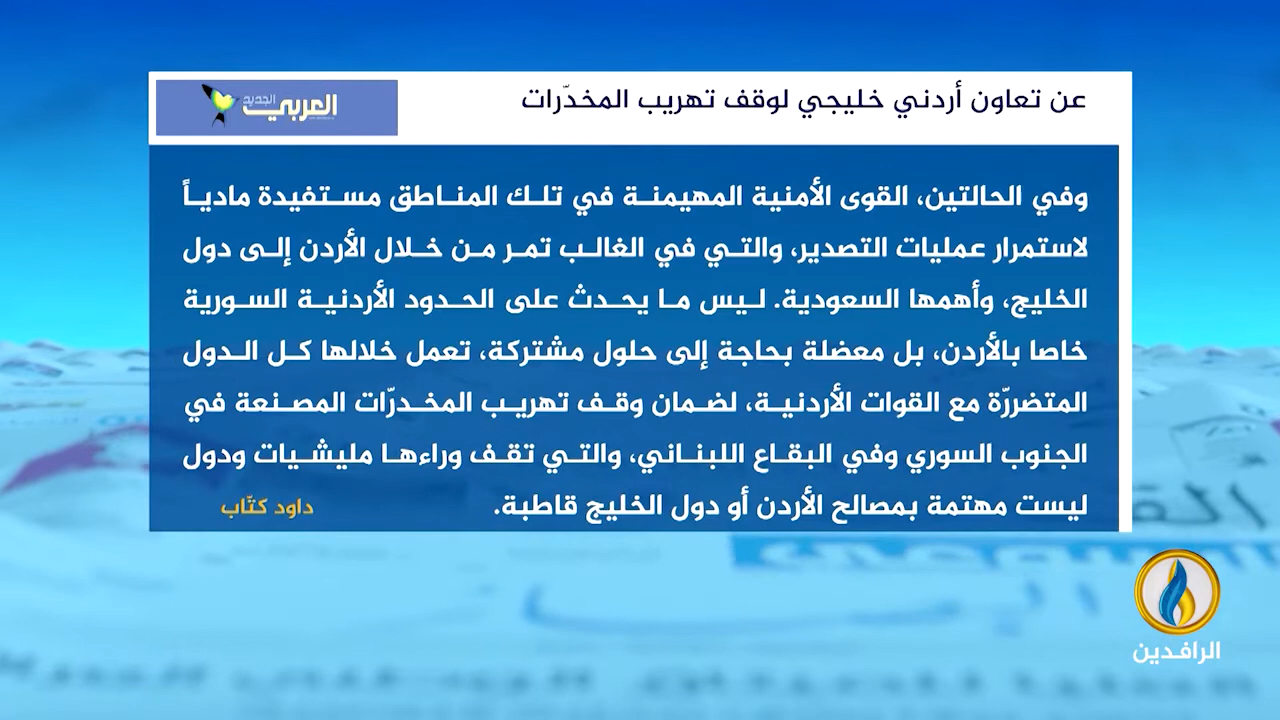 عن تعاون أردني خليجي لوقف تهريب المخدّرات
العربي الجديد
وفي الحالتين، القوى الأمنية المهيمنة في تلك المناطق مستفيدة مادياً
لاستمرار عمليات التصدير، والتي في الغالب تمر من خلال الأردن إلى دول
الخليج، وأهمها السعودية. ليس ما يحدث على الحدود الأردنية السورية
خاصا بالأردن، بل معضلة بحاجة إلى حلول مشتركة، تعمل خلالها كل الدول
المتضررّة مع القوات الأردنية، لضمان وقف تهريب المخدرّات المصنعة في
الجنوب السوري وفي البقاع اللبناني، والتي تقف وراءها مليشيات ودول
ليست مهتمة بمصالح الأردن أو دول الخليج قاطبة.
داود كتّاب
الرافدين